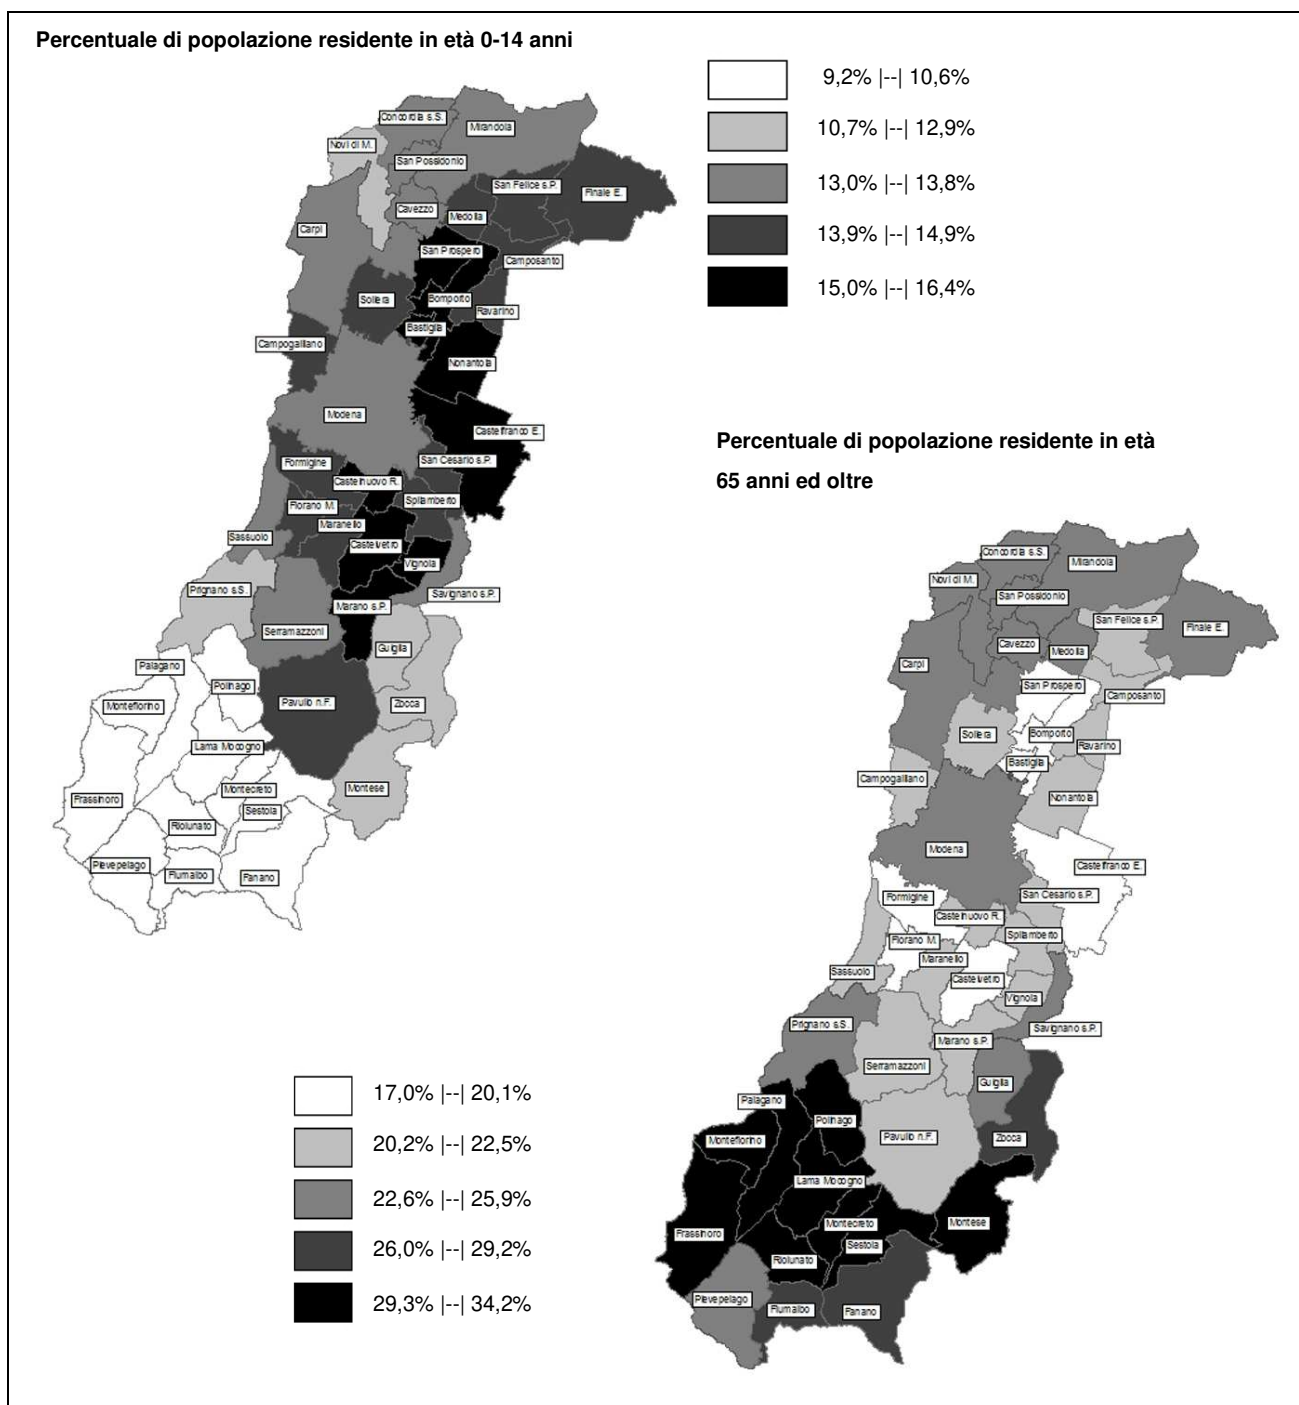 Percentuale di popolazione residente in età 0-14 anni
9,2% |--| 10,6%
10,7% |--| 12,9%
13,0% |--| 13,8%
13,9% |--| 14,9%
15,0% |--| 16,4%
Concordia s.S.
Mirandola
Novi di M.
San Possidonio
San Felice s.P.
Finale E.
Cavezzo
Medolla
Carpi
San Prospero
Camposanto
Soliera
Bomporto
Ravarino
Bastiglia
Campogalliano
Nonantola
Modena
Castelfranco E.
Formigine
San Cesario s.P.
Castelnuovo R.
Spilamberto
Fiorano M.
Maranello
Sassuolo
Castelvetro
Vignola
Prignano s.S.
Savignano s.P.
Marano s.P.
Serramazzoni
Guiglia
Palagano
Polinago
Montefiorino
Pavullo n.F.
Zocca
Lama Mocogno
Montecreto
Montese
Frassinoro
Sestola
Riolunato
Pievepelago
Fiumalbo
Fanano
Percentuale di popolazione residente in età
65 anni ed oltre
Concordia s.S.
Mirandola
Novi di M.
San Possidonio
San Felice s.P.
Finale E.
Cavezzo
Medolla
Carpi
San Prospero
Camposanto
Soliera
Bomporto
Ravarino
Bastiglia
Campogalliano
Nonantola
Modena
Castelfranco E.
Formigine
San Cesario s.P.
Castelnuovo R.
Spilamberto
Fiorano M.
Maranello
Sassuolo
Castelvetro
Vignola
Prignano s.S.
Savignano s.P.
Marano s.P.
Serramazzoni
Guiglia
Palagano
Polinago
Montefiorino
Pavullo n.F.
Zocca
Lama Mocogno
Montecreto
Montese
Frassinoro
Sestola
Riolunato
Pievepelago
Fiumalbo
Fanano
17,0% |--| 20,1%
20,2% |--| 22,5%
22,6% |--| 25,9%
26,0% |--| 29,2%
29,3% |--| 34,2%